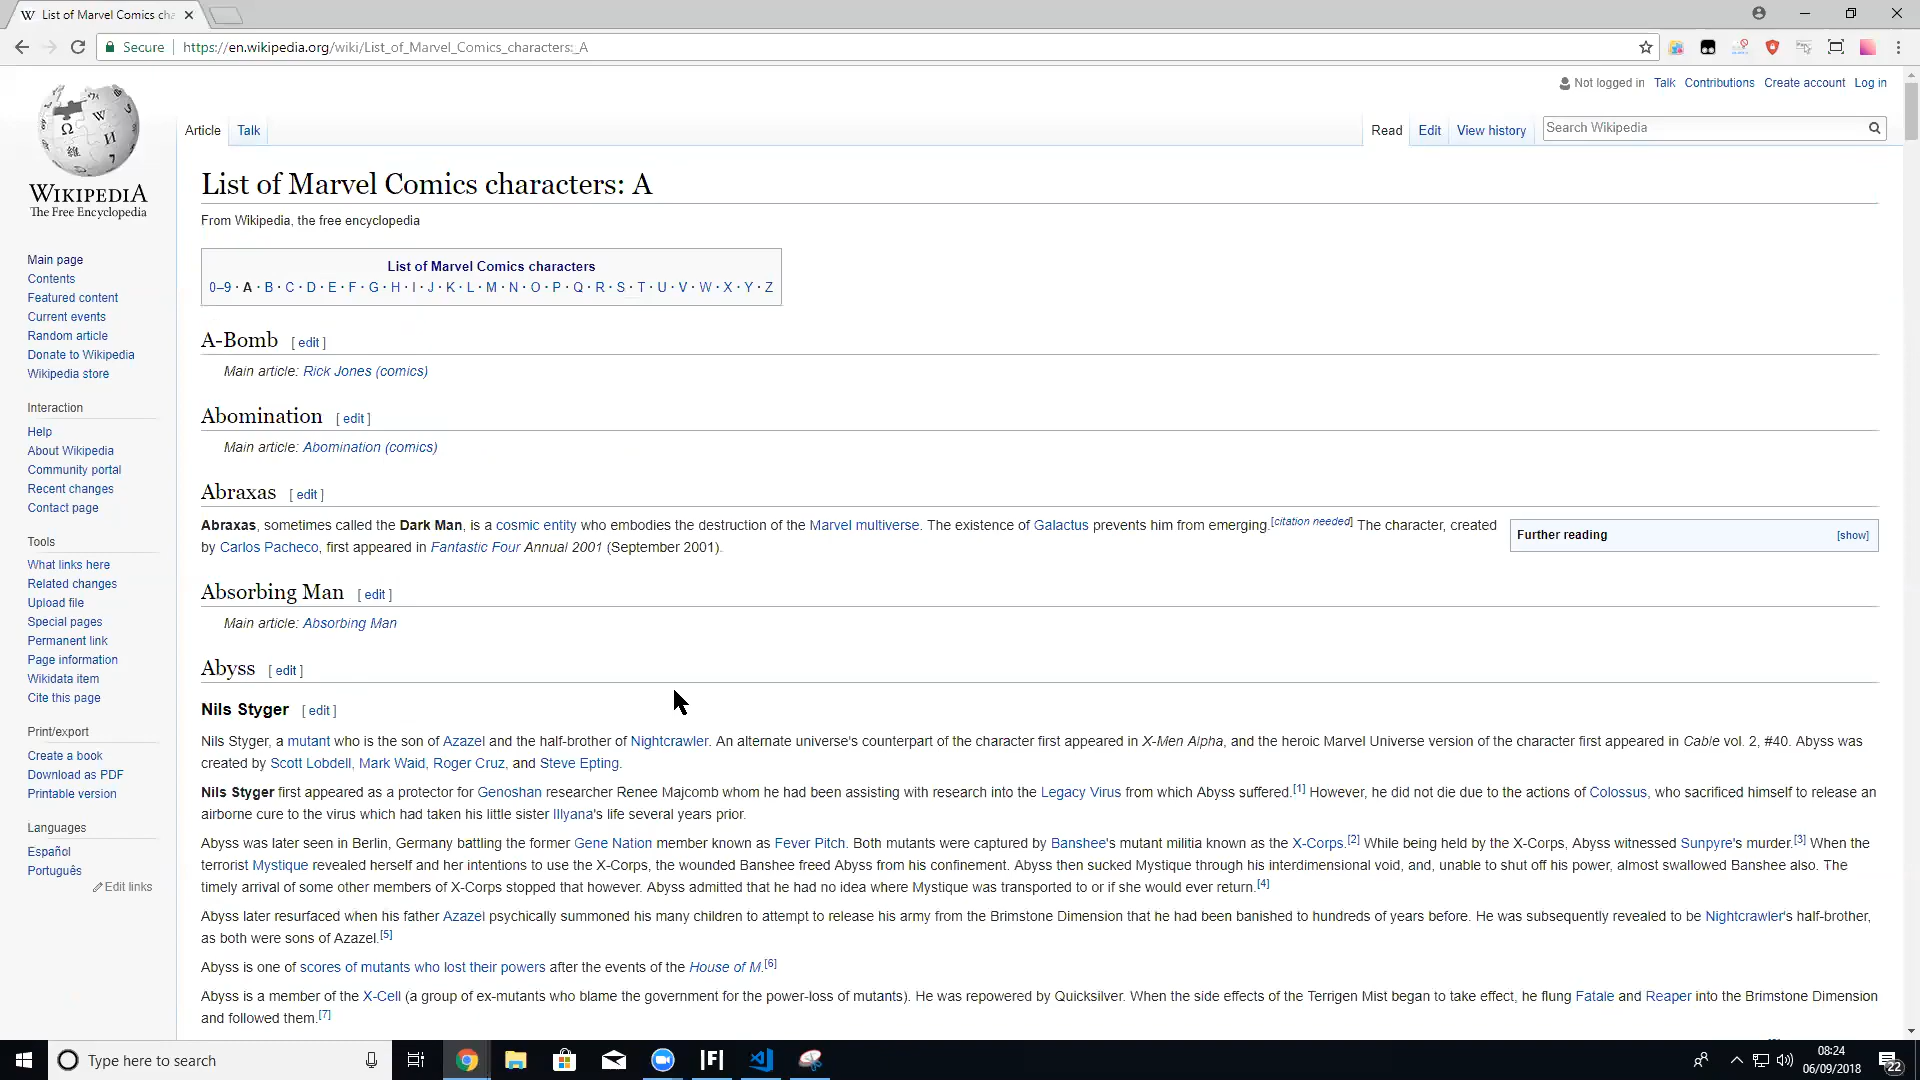 List of Marvel Comics cha
Secure
https://en.wikipedia.org/wiki/List_of_Marvel_Comics_characters:_A
Not logged in Talk Contributions Create account Log in
WIKIPEDIA
The Free Encyclopedia
Article Talk
Read Edit View history
Search Wikipedia
Main page
Contents
Featured content
Current events
Random article
Donate to Wikipedia
Wikipedia store
Interaction
Help
About Wikipedia
Community portal
Recent changes
Contact page
Tools
What links here
Related changes
Upload file
Special pages
Permanent link
Page information
Wikidata item
Cite this page
Print/export
Create a book
Download as PDF
Printable version
Languages
Español
Português
Edit links
List of Marvel Comics characters: A
From Wikipedia, the free encyclopedia
List of Marvel Comics characters
0–9 · A · B · C · D · E · F · G · H · I · J · K · L · M · N · O · P · Q · R · S · T · U · V · W · X · Y · Z
A-Bomb [ edit ]
Main article: Rick Jones (comics)
Abomination [ edit ]
Main article: Abomination (comics)
Abraxas [ edit ]
Abraxas, sometimes called the Dark Man, is a cosmic entity who embodies the destruction of the Marvel multiverse. The existence of Galactus prevents him from emerging.[citation needed] The character, created
by Carlos Pacheco, first appeared in Fantastic Four Annual 2001 (September 2001).
Further reading [show]
Absorbing Man [ edit ]
Main article: Absorbing Man
Abyss [ edit ]
Nils Styger [ edit ]
Nils Styger, a mutant who is the son of Azazel and the half-brother of Nightcrawler. An alternate universe's counterpart of the character first appeared in X-Men Alpha, and the heroic Marvel Universe version of the character first appeared in Cable vol. 2, #40. Abyss was
created by Scott Lobdell, Mark Waid, Roger Cruz, and Steve Epting.
Nils Styger first appeared as a protector for Genoshan researcher Renee Majcomb whom he had been assisting with research into the Legacy Virus from which Abyss suffered.[1] However, he did not die due to the actions of Colossus, who sacrificed himself to release an
airborne cure to the virus which had taken his little sister Illyana's life several years prior.
Abyss was later seen in Berlin, Germany battling the former Gene Nation member known as Fever Pitch. Both mutants were captured by Banshee's mutant militia known as the X-Corps.[2] While being held by the X-Corps, Abyss witnessed Sunpyre's murder.[3] When the
terrorist Mystique revealed herself and her intentions to use the X-Corps, the wounded Banshee freed Abyss from his confinement. Abyss then sucked Mystique through his interdimensional void, and, unable to shut off his power, almost swallowed Banshee also. The
timely arrival of some other members of X-Corps stopped that however. Abyss admitted that he had no idea where Mystique was transported to or if she would ever return.[4]
Abyss later resurfaced when his father Azazel psychically summoned his many children to attempt to release his army from the Brimstone Dimension that he had been banished to hundreds of years before. He was subsequently revealed to be Nightcrawler's half-brother,
as both were sons of Azazel.[5]
Abyss is one of scores of mutants who lost their powers after the events of the House of M.[6]
Abyss is a member of the X-Cell (a group of ex-mutants who blame the government for the power-loss of mutants). He was repowered by Quicksilver. When the side effects of the Terrigen Mist began to take effect, he flung Fatale and Reaper into the Brimstone Dimension
and followed them.[7]
Type here to search
08:24
06/09/2018
22